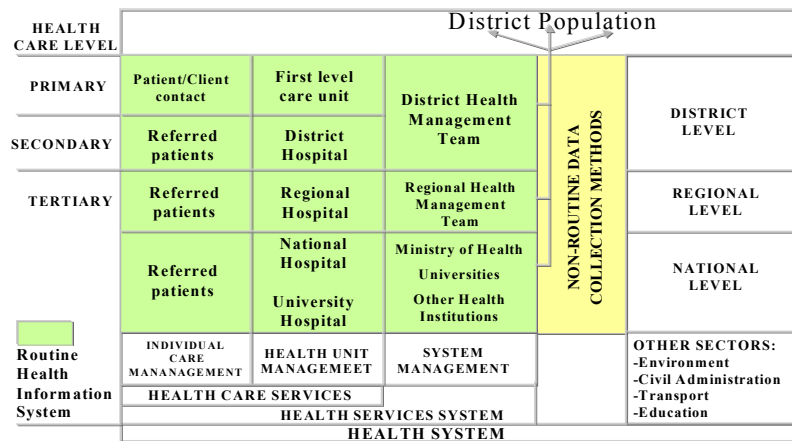 HEALTH
CARE LEVEL
District Population
PRIMARY
Patient/Client
contact
First level
care unit
District Health
Management
Team
DISTRICT
LEVEL
SECONDARY
Referred
patients
District
Hospital
TERTIARY
Referred
patients
Regional
Hospital
Regional Health
Management
Team
REGIONAL
LEVEL
Referred
patients
National
Hospital
University
Hospital
Ministry of Health
Universities
Other Health
Institutions
NATIONAL
LEVEL
NON-ROUTINE DATA
COLLECTION METHODS
Routine
Health
Information
System
INDIVIDUAL
CARE
MANANAGEMENT
HEALTH UNIT
MANAGEMEET
SYSTEM
MANAGEMENT
OTHER SECTORS:
-Environment
-Civil Administration
-Transport
-Education
HEALTH CARE SERVICES
HEALTH SERVICES SYSTEM
HEALTH SYSTEM